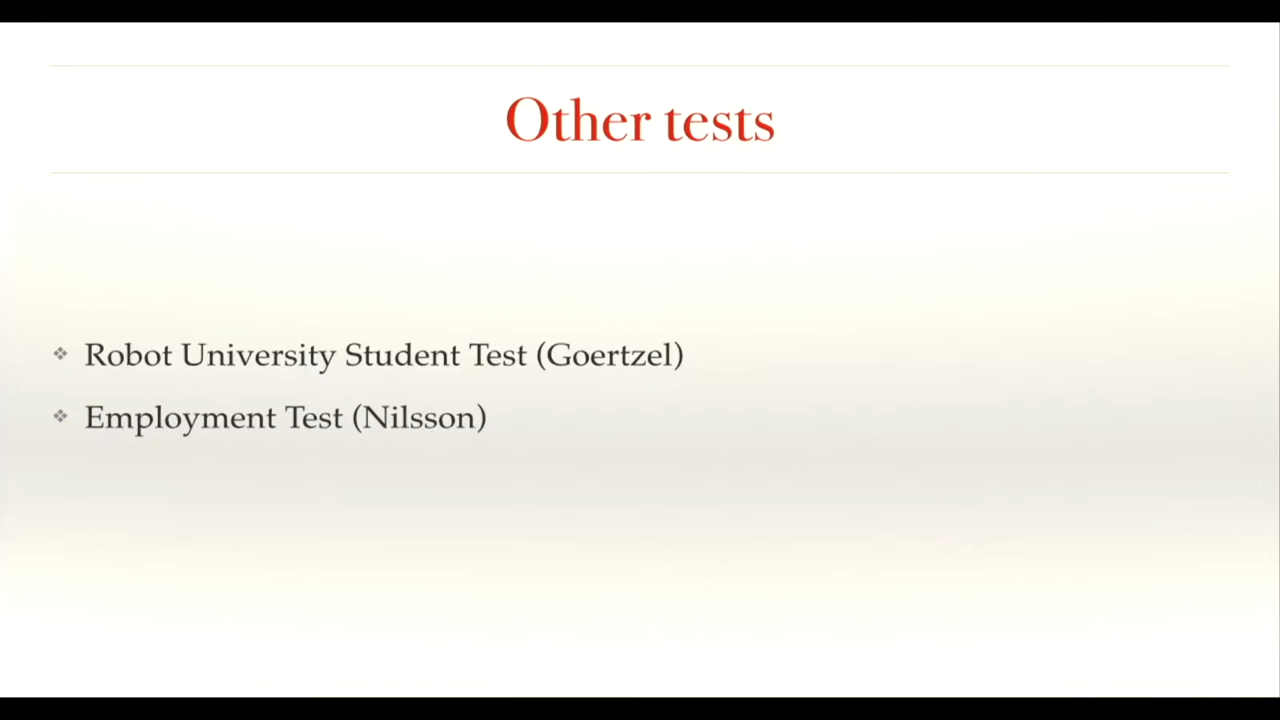 Other tests
❖ Robot University Student Test (Goertzel)
❖ Employment Test (Nilsson)